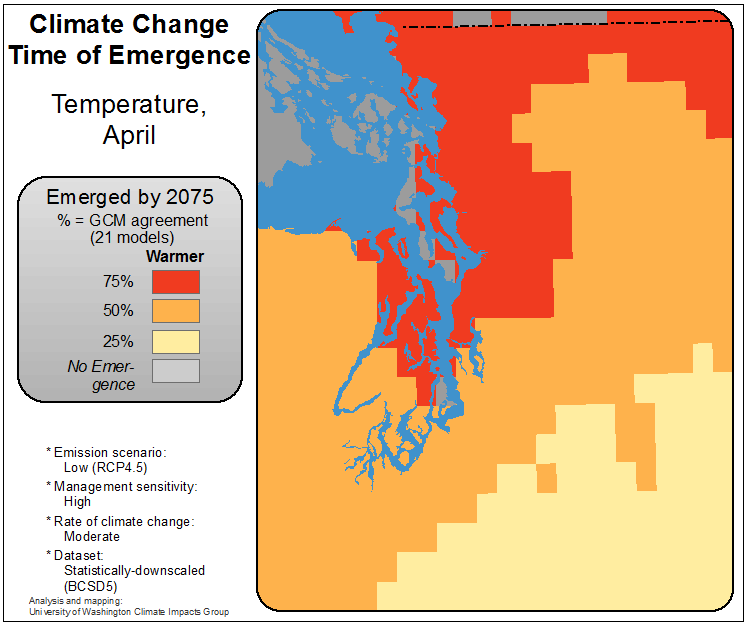 Climate Change
Time of Emergence
Temperature,
April
Emerged by 2075
% = GCM agreement
(21 models)
Warmer
75%
50%
25%
No Emer-
gence
* Emission scenario:
Low (RCP4.5)
* Management sensitivity:
High
* Rate of climate change:
Moderate
* Dataset:
Statistically-downscaled
(BCSD5)
Analysis and mapping:
University of Washington Climate Impacts Group